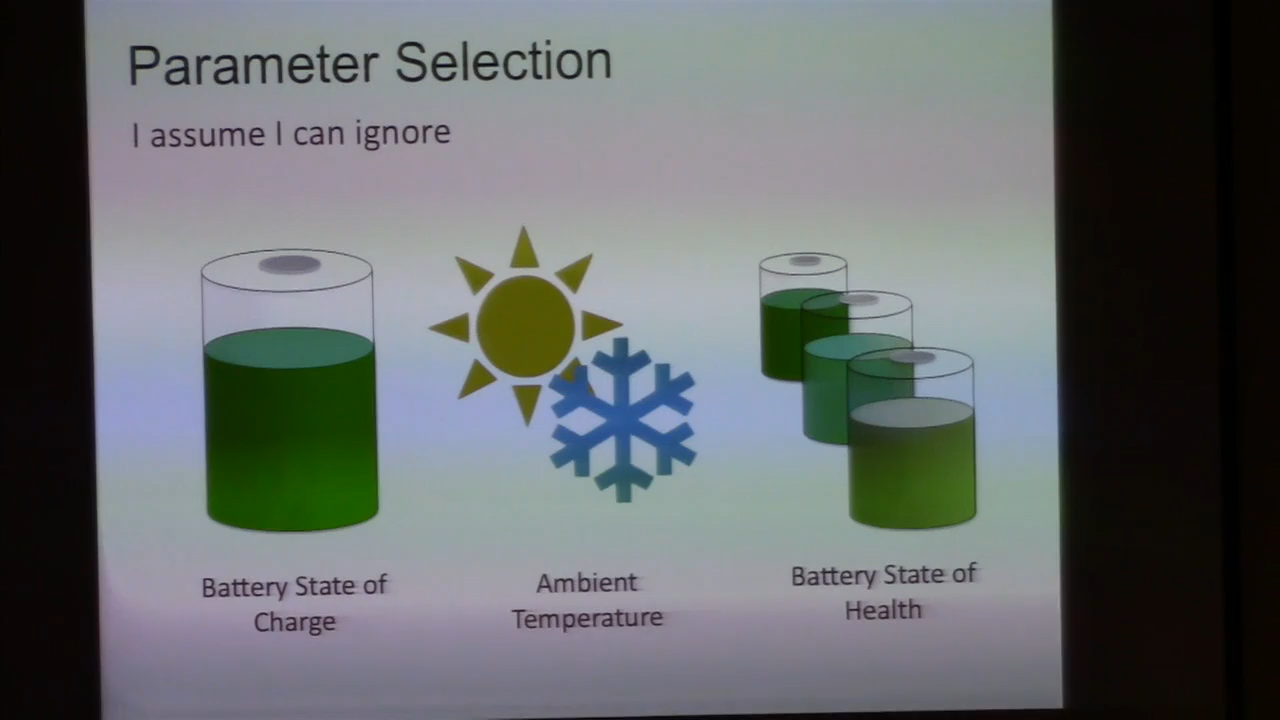 Parameter Selection
I assume I can ignore
Battery State of
Charge
Ambient
Temperature
Battery State of
Health